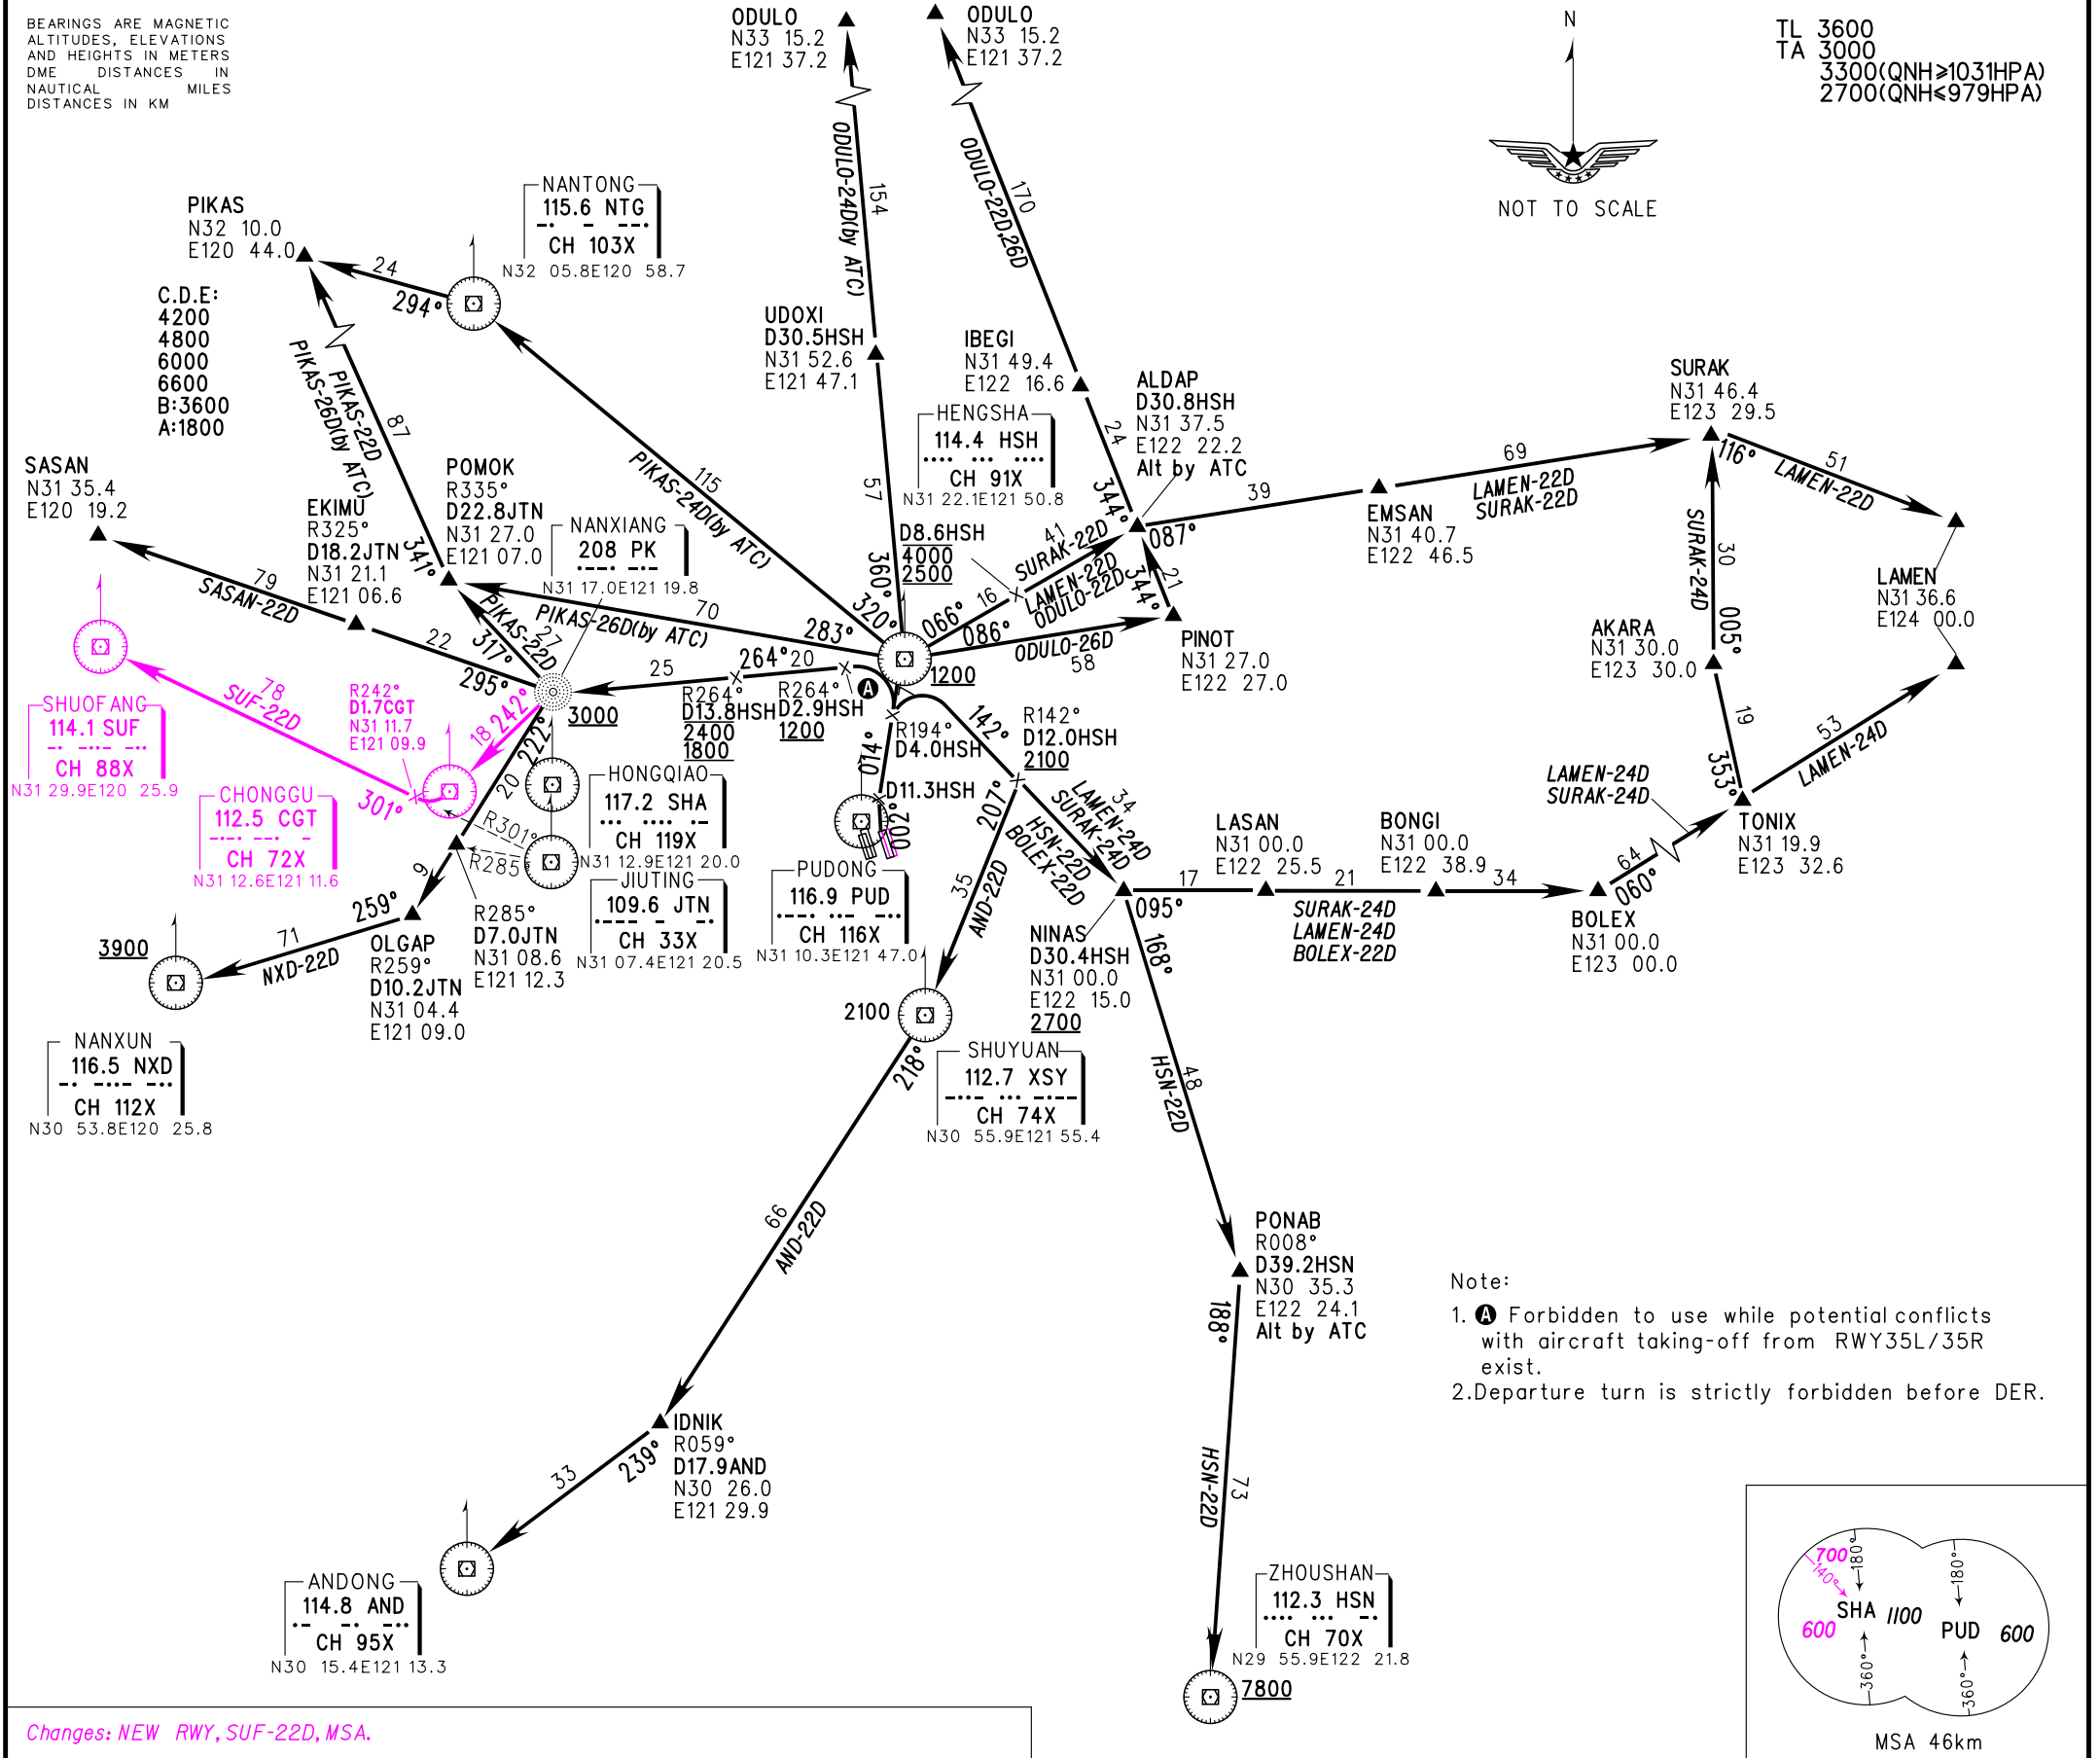 BEARINGS ARE MAGNETIC
ALTITUDES, ELEVATIONS
AND HEIGHTS IN METERS
DME DISTANCES IN
NAUTICAL MILES
DISTANCES IN KM
ODULO
N33 15.2
E121 37.2
ODULO
N33 15.2
E121 37.2
N
NOT TO SCALE
TL 3600
TA 3000
3300(QNH≥1031HPA)
2700(QNH≤979HPA)
PIKAS
N32 10.0
E120 44.0
24
294°
NANTONG
115.6 NTG
CH 103X
N32 05.8E120 58.7
C.D.E:
4200
4800
6000
6600
B:3600
A:1800
PIKAS-22D
PIKAS-26D(by ATC)
87
341°
115
PIKAS-24D(by ATC)
320°
ODULO-24D(by ATC)
154
ODULO-22D,26D
170
UDOXI
D30.5HSH
N31 52.6
E121 47.1
57
360°
IBEGI
N31 49.4
E122 16.6
24
344°
ALDAP
D30.8HSH
N31 37.5
E122 22.2
Alt by ATC
HENGSHA
114.4 HSH
CH 91X
N31 22.1E121 50.8
D8.6HSH
4000
2500
41
SURAK-22D
16
LAMEN-22D
ODULO-22D
066°
086°
ODULO-26D
58
21
344°
087°
PINOT
N31 27.0
E122 27.0
1200
39
EMSAN
N31 40.7
E122 46.5
69
LAMEN-22D
SURAK-22D
SURAK
N31 46.4
E123 29.5
116°
51
LAMEN-22D
LAMEN
N31 36.6
E124 00.0
SURAK-24D
30
005°
AKARA
N31 30.0
E123 30.0
19
353°
53
LAMEN-24D
TONIX
N31 19.9
E123 32.6
LAMEN-24D
SURAK-24D
64
060°
SASAN
N31 35.4
E120 19.2
79
SASAN-22D
EKIMU
R325°
D18.2JTN
N31 21.1
E121 06.6
22
295°
POMOK
R335°
D22.8JTN
N31 27.0
E121 07.0
NANXIANG
208 PK
N31 17.0E121 19.8
PIKAS-22D
27
317°
70
PIKAS-26D(by ATC)
283°
25
264°
20
3000
R264°
D13.8HSH
2400
1800
R264°
D2.9HSH
1200
A
R194°
D4.0HSH
014°
D11.3HSH
002°
142°
R142°
D12.0HSH
2100
207°
SHUOFANG
114.1 SUF
CH 88X
N31 29.9E120 25.9
78
SUF-22D
R242°
D1.7CGT
N31 11.7
E121 09.9
18
242°
222°
301°
CHONGGU
112.5 CGT
CH 72X
N31 12.6E121 11.6
20
R301°
R285°
9
259°
HONGQIAO
117.2 SHA
CH 119X
N31 12.9E121 20.0
JIUTING
109.6 JTN
CH 33X
N31 07.4E121 20.5
PUDONG
116.9 PUD
CH 116X
N31 10.3E121 47.0
R285°
D7.0JTN
N31 08.6
E121 12.3
OLGAP
R259°
D10.2JTN
N31 04.4
E121 09.0
71
NXD-22D
3900
NANXUN
116.5 NXD
CH 112X
N30 53.8E120 25.8
34
LAMEN-24D
SURAK-24D
HSN-22D
BOLEX-22D
35
AND-22D
2100
218°
SHUYUAN
112.7 XSY
CH 74X
N30 55.9E121 55.4
NINAS
D30.4HSH
N31 00.0
E122 15.0
2700
095°
168°
17
LASAN
N31 00.0
E122 25.5
21
BONGI
N31 00.0
E122 38.9
34
SURAK-24D
LAMEN-24D
BOLEX-22D
BOLEX
N31 00.0
E123 00.0
48
HSN-22D
PONAB
R008°
D39.2HSN
N30 35.3
E122 24.1
Alt by ATC
188°
HSN-22D
73
66
AND-22D
IDNIK
R059°
D17.9AND
N30 26.0
E121 29.9
239°
33
ANDONG
114.8 AND
CH 95X
N30 15.4E121 13.3
ZHOUSHAN
112.3 HSN
CH 70X
N29 55.9E122 21.8
7800
Note:
1. A Forbidden to use while potential conflicts
with aircraft taking-off from RWY35L/35R
exist.
2.Departure turn is strictly forbidden before DER.
700
140°
180°
180°
SHA
1100
600
PUD
600
360°
360°
MSA 46km
Changes: NEW RWY, SUF-22D, MSA.